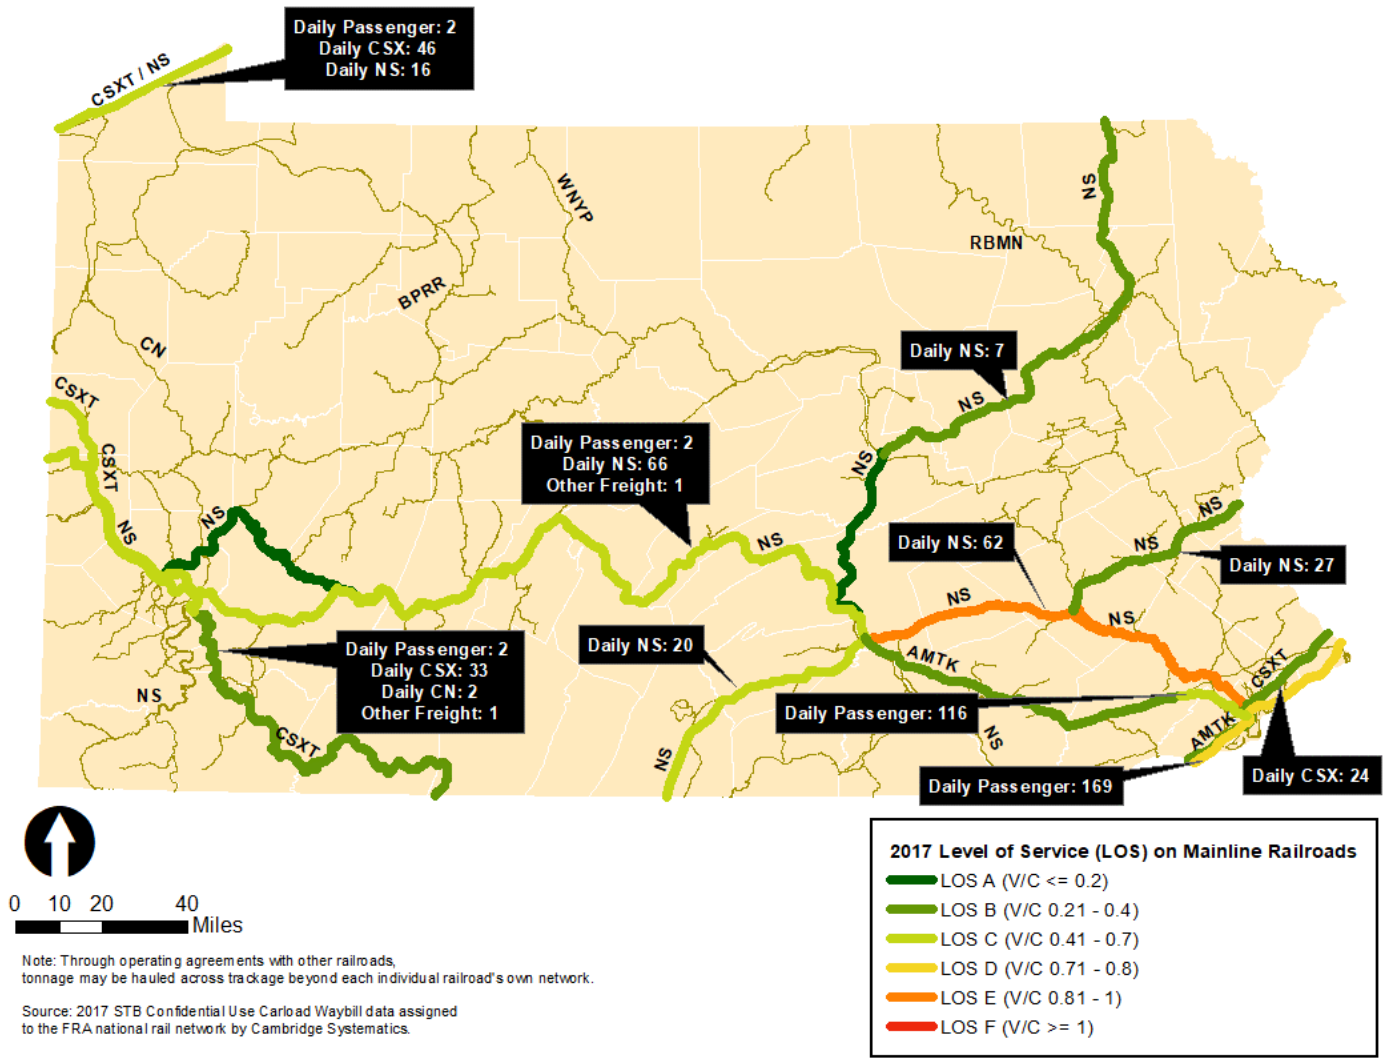 Daily Passenger: 2
Daily CSX: 46
Daily NS: 16
CSXT / NS
WNYP
NS
RBMN
BPRR
CN
Daily NS: 7
CSXT
NS
CSXT
Daily Passenger: 2
Daily NS: 66
Other Freight: 1
NS
NS
NS
NS
NS
Daily NS: 62
NS
Daily NS: 27
NS
NS
Daily NS: 20
AMTK
CSXT
Daily Passenger: 2
Daily CSX: 33
Daily CN: 2
Other Freight: 1
NS
Daily Passenger: 116
CSXT
NS
AMTK
NS
Daily Passenger: 169
Daily CSX: 24
0 10 20 40
Miles
2017 Level of Service (LOS) on Mainline Railroads
LOS A (V/C <= 0.2)
LOS B (V/C 0.21 - 0.4)
LOS C (V/C 0.41 - 0.7)
LOS D (V/C 0.71 - 0.8)
LOS E (V/C 0.81 - 1)
LOS F (V/C >= 1)
Note: Through operating agreements with other railroads,
tonnage may be hauled across trackage beyond each individual railroad's own network.
Source: 2017 STB Confidential Use Carload Waybill data assigned
to the FRA national rail network by Cambridge Systematics.